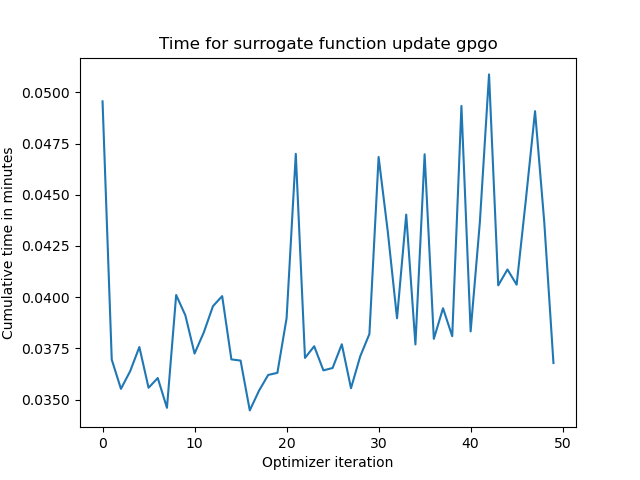 Time for surrogate function update gpgo
Cumulative time in minutes
0.0500
0.0475
0.0450
0.0425
0.0400
0.0375
0.0350
0 10 20 30 40 50
Optimizer iteration